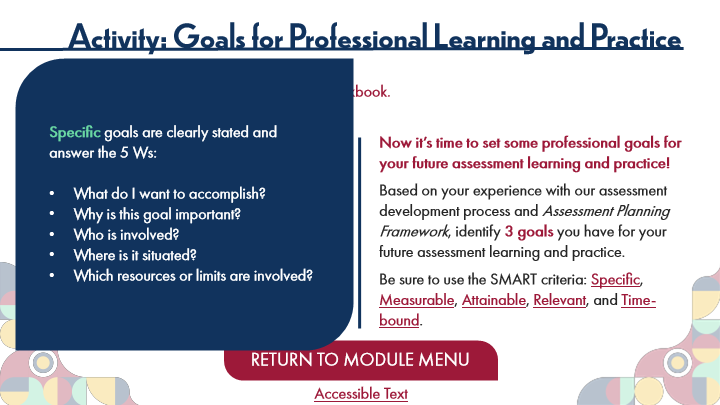 Activity: Goals for Professional Learning and Practice
kbook.
Specific goals are clearly stated and
answer the 5 Ws:
• What do I want to accomplish?
• Why is this goal important?
• Who is involved?
• Where is it situated?
• Which resources or limits are involved?
Now it’s time to set some professional goals for
your future assessment learning and practice!
Based on your experience with our assessment
development process and Assessment Planning
Framework, identify 3 goals you have for your
future assessment learning and practice.
Be sure to use the SMART criteria: Specific,
Measurable, Attainable, Relevant, and Time-
bound.
RETURN TO MODULE MENU
Accessible Text